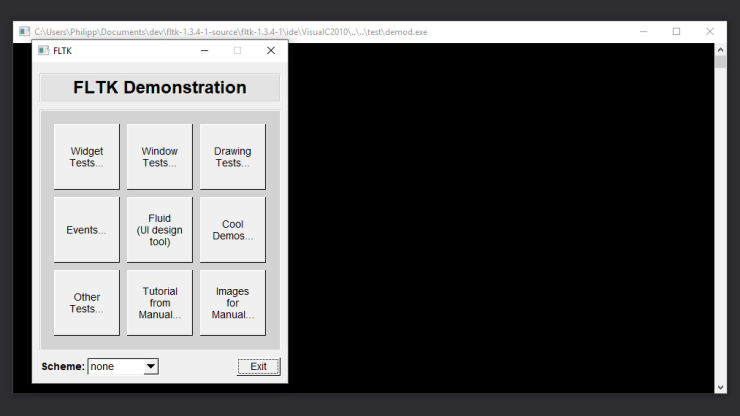 C:\Users\Philipp\Documents\dev\fltk-1.3.4-1-source\fltk-1.3.4-1\ide\VisualC2010\..\..\test\demod.exe
FLTK
FLTK Demonstration
Widget
Tests...
Window
Tests...
Drawing
Tests...
Events...
Fluid
(UI design
tool)
Cool
Demos...
Other
Tests...
Tutorial
from
Manual...
Images
for
Manual...
Scheme: none
Exit